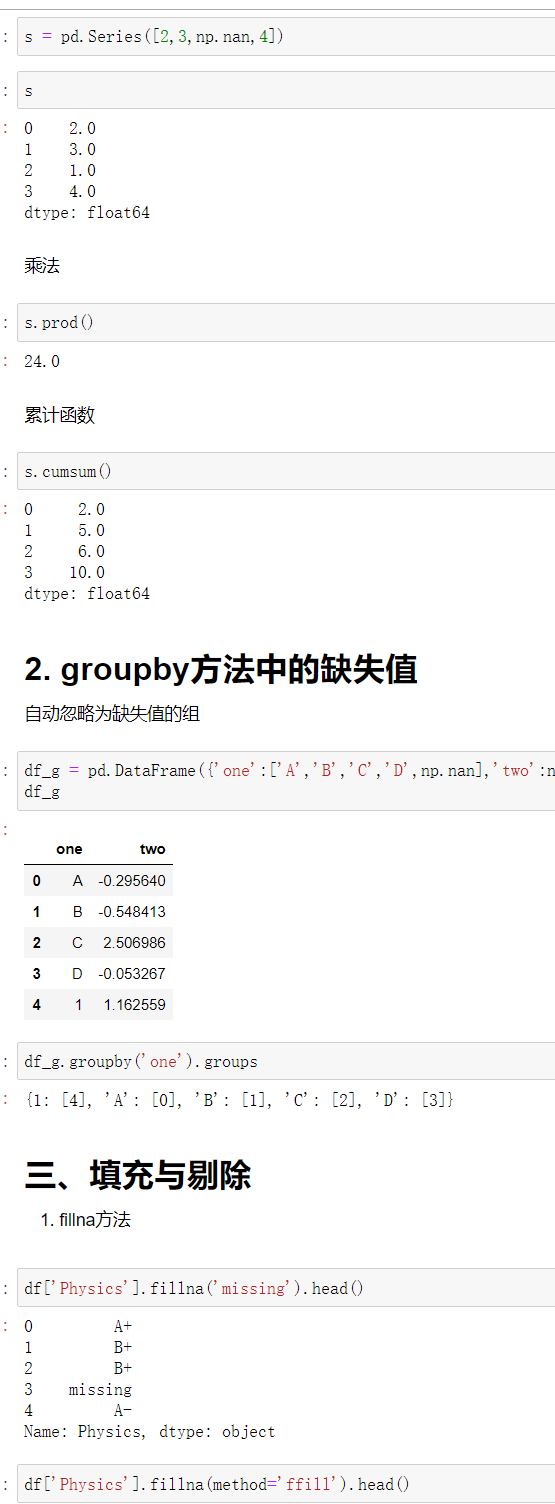 : s = pd.Series([2,3,np.nan,4])
: s
: 0    2.0
1    3.0
2    1.0
3    4.0
dtype: float64
乘法
: s.prod()
: 24.0
累计函数
: s.cumsum()
: 0     2.0
1     5.0
2     6.0
3    10.0
dtype: float64
2. groupby方法中的缺失值
自动忽略为缺失值的组
: df_g = pd.DataFrame({'one':['A','B','C','D',np.nan],'two':n
df_g
:
one two
0 A -0.295640
1 B -0.548413
2 C 2.506986
3 D -0.053267
4 1 1.162559
: df_g.groupby('one').groups
: {1: [4], 'A': [0], 'B': [1], 'C': [2], 'D': [3]}
三、填充与剔除
1. fillna方法
: df['Physics'].fillna('missing').head()
: 0         A+
1         B+
2         B+
3    missing
4         A-
Name: Physics, dtype: object
: df['Physics'].fillna(method='ffill').head()